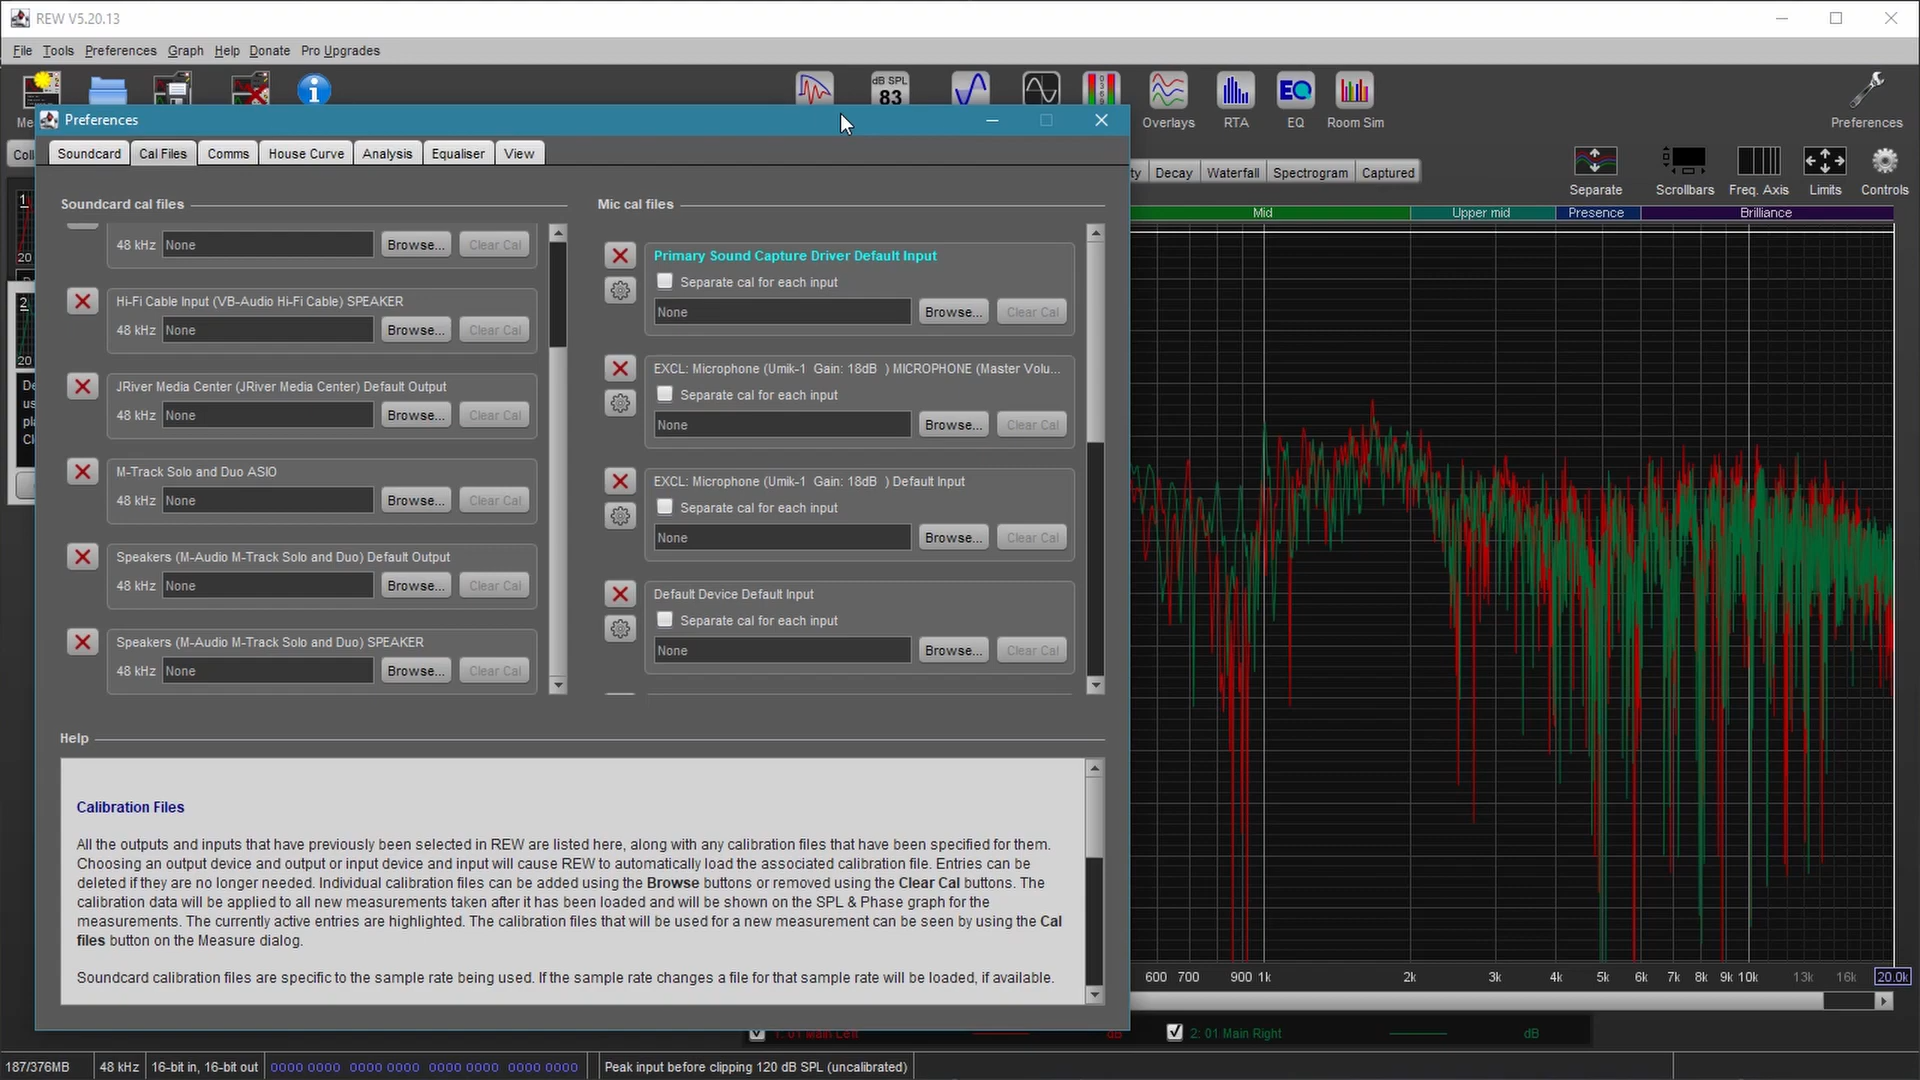 REW V5.20.13
File Tools Preferences Graph Help Donate Pro Upgrades
dB SPL
83
EQ
Me
Overlays RTA EQ Room Sim Preferences
Preferences
Soundcard Cal Files Comms House Curve Analysis Equaliser View
Coll
ty Decay Waterfall Spectrogram Captured
Separate Scrollbars Freq. Axis Limits Controls
Mid Upper mid Presence Brilliance
1
20
2
20
De
us
pla
Cl
Soundcard cal files
48 kHz None Browse... Clear Cal
Hi-Fi Cable Input (VB-Audio Hi-Fi Cable) SPEAKER
48 kHz None Browse... Clear Cal
JRiver Media Center (JRiver Media Center) Default Output
48 kHz None Browse... Clear Cal
M-Track Solo and Duo ASIO
48 kHz None Browse... Clear Cal
Speakers (M-Audio M-Track Solo and Duo) Default Output
48 kHz None Browse... Clear Cal
Speakers (M-Audio M-Track Solo and Duo) SPEAKER
48 kHz None Browse... Clear Cal
Mic cal files
Primary Sound Capture Driver Default Input
Separate cal for each input
None Browse... Clear Cal
EXCL: Microphone (Umik-1 Gain: 18dB ) MICROPHONE (Master Volu...
Separate cal for each input
None Browse... Clear Cal
EXCL: Microphone (Umik-1 Gain: 18dB ) Default Input
Separate cal for each input
None Browse... Clear Cal
Default Device Default Input
Separate cal for each input
None Browse... Clear Cal
Help
Calibration Files
All the outputs and inputs that have previously been selected in REW are listed here, along with any calibration files that have been specified for them.
Choosing an output device and output or input device and input will cause REW to automatically load the associated calibration file. Entries can be
deleted if they are no longer needed. Individual calibration files can be added using the Browse buttons or removed using the Clear Cal buttons. The
calibration data will be applied to all new measurements taken after it has been loaded and will be shown on the SPL & Phase graph for the
measurements. The currently active entries are highlighted. The calibration files that will be used for a new measurement can be seen by using the Cal
files button on the Measure dialog.
Soundcard calibration files are specific to the sample rate being used. If the sample rate changes a file for that sample rate will be loaded, if available.
600 700 900 1k 2k 3k 4k 5k 6k 7k 8k 9k 10k 13k 16k 20.0k
1: 01 Main Left dB 2: 01 Main Right dB
187/376MB 48 kHz 16-bit in, 16-bit out 0000 0000 0000 0000 0000 0000 0000 0000 Peak input before clipping 120 dB SPL (uncalibrated)